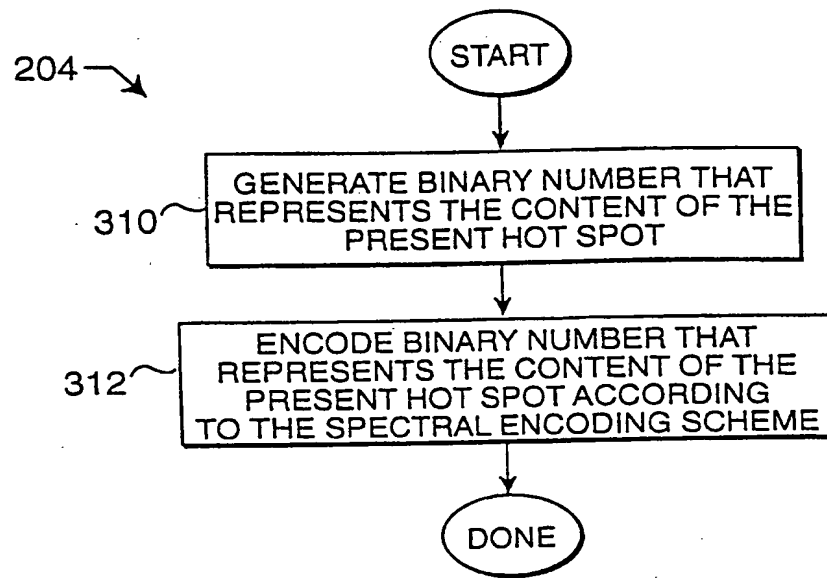 204
START
310
GENERATE BINARY NUMBER THAT
REPRESENTS THE CONTENT OF THE
PRESENT HOT SPOT
312
ENCODE BINARY NUMBER THAT
REPRESENTS THE CONTENT OF THE
PRESENT HOT SPOT ACCORDING
TO THE SPECTRAL ENCODING SCHEME
DONE